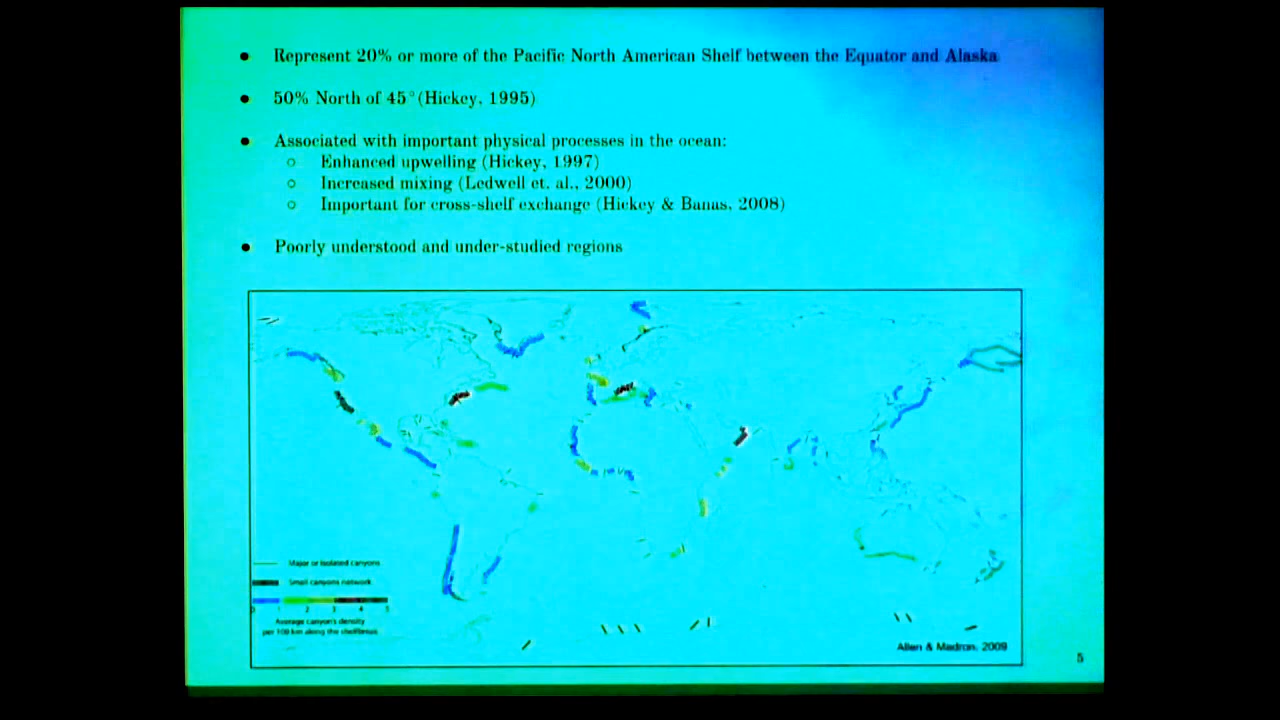 Represent 20% or more of the Pacific North American Shelf between the Equator and Alaska
50% North of 45°(Hickey, 1995)
Associated with important physical processes in the ocean:
Enhanced upwelling (Hickey, 1997)
Increased mixing (Ledwell et. al., 2000)
Important for cross-shelf exchange (Hickey & Banas, 2008)
Poorly understood and under-studied regions
Major or isolated canyons
Small canyons network
2 3 4 5
Average canyon's density
per 100 km along the shelfbreak
Allen & Madron, 2009
5